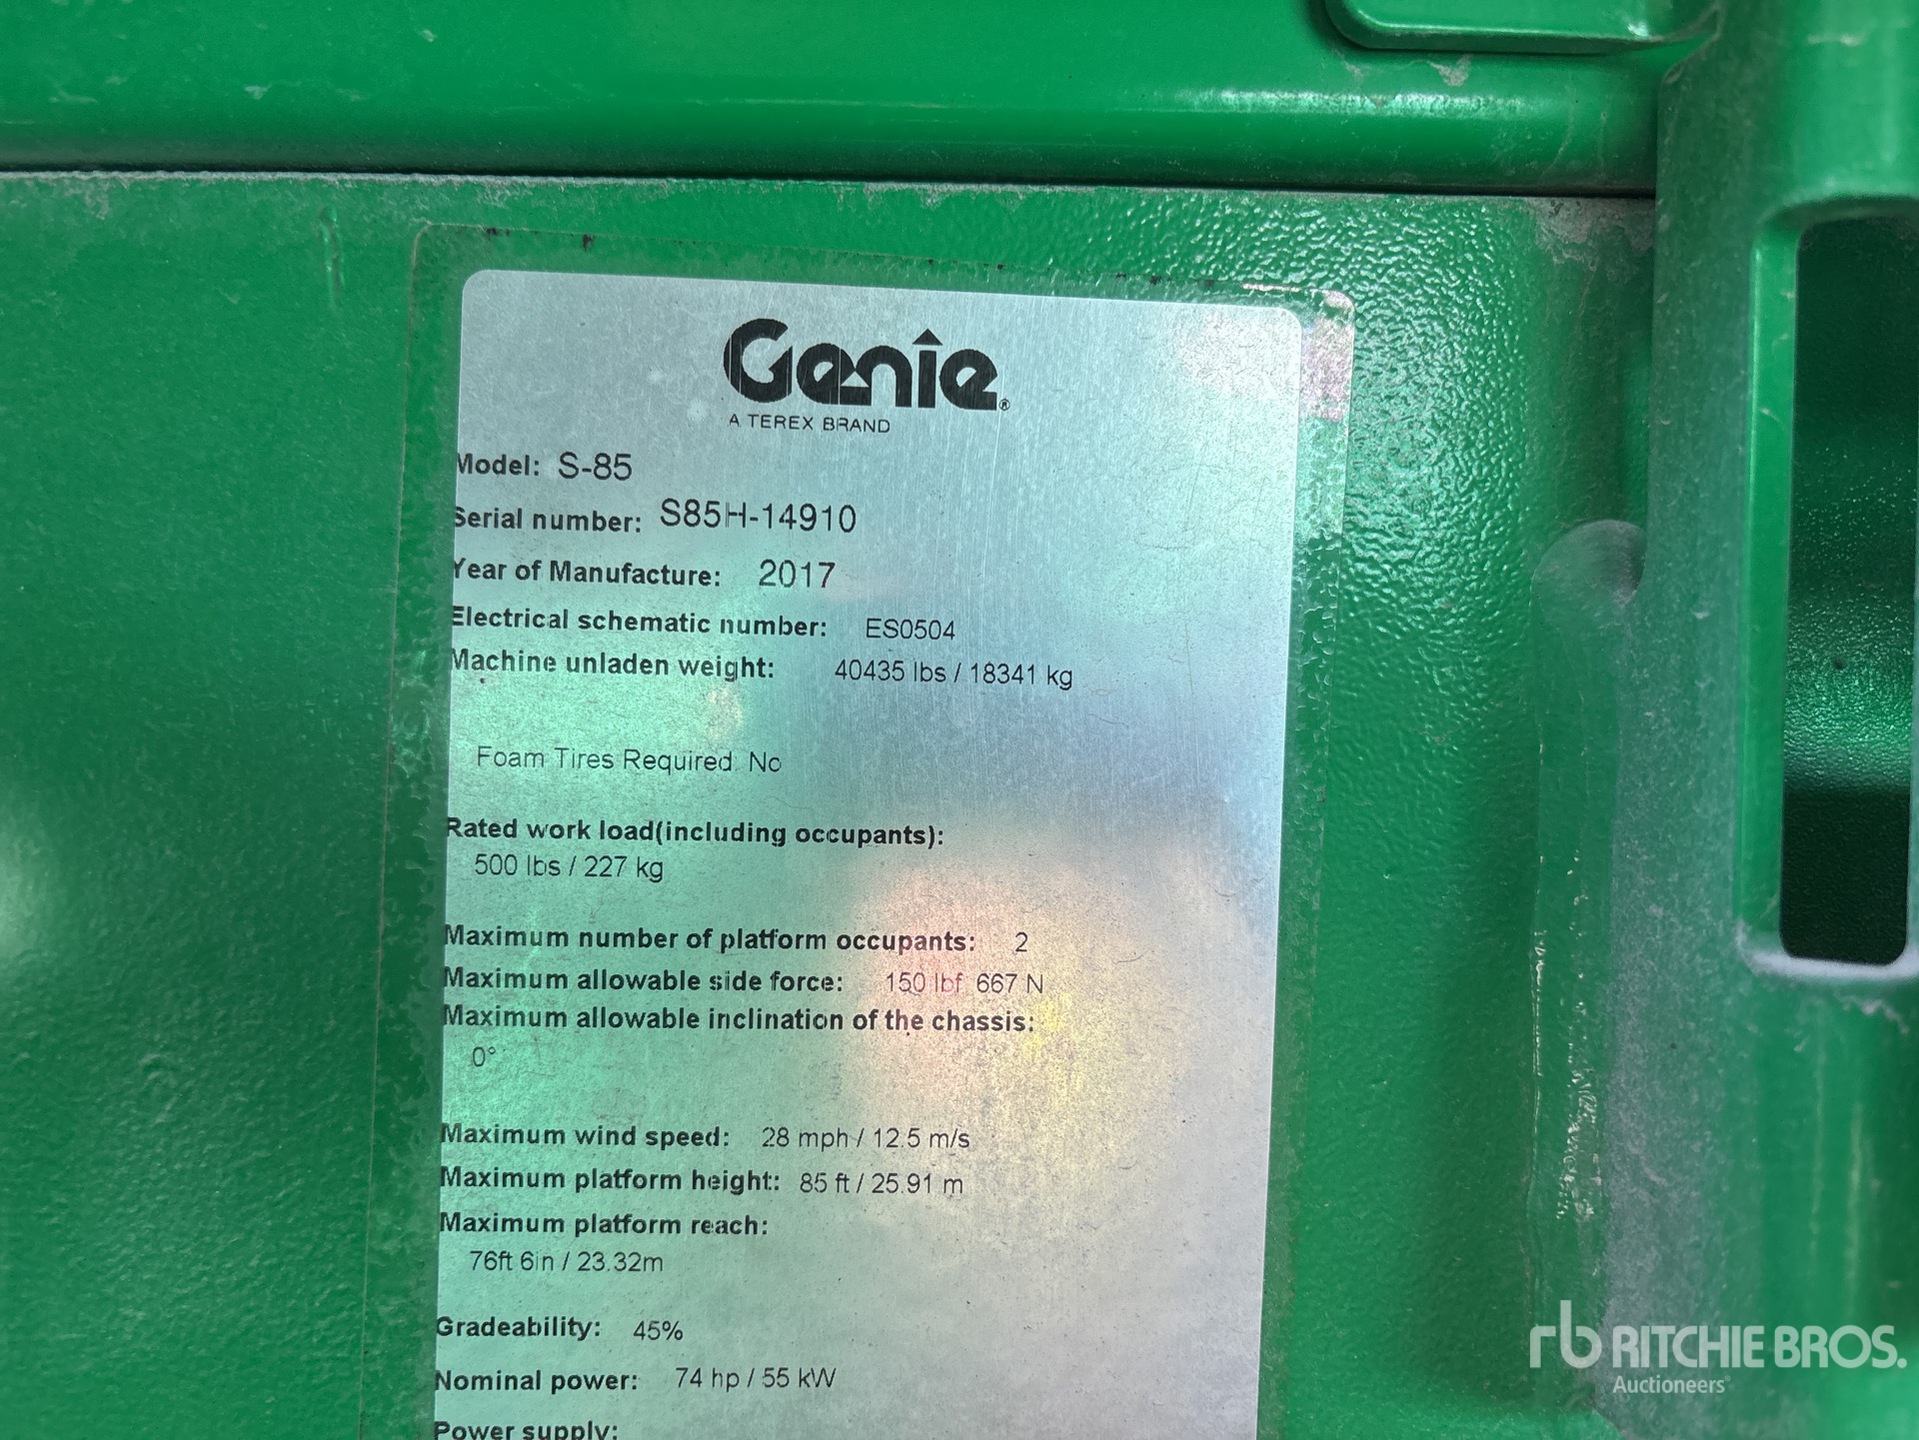 Genie®
A TEREX BRAND
Model: S-85
Serial number: S85H-14910
Year of Manufacture: 2017
Electrical schematic number: ES0504
Machine unladen weight: 40435 lbs / 18341 kg
Foam Tires Required: No
Rated work load(including occupants):
500 lbs / 227 kg
Maximum number of platform occupants: 2
Maximum allowable side force: 150 lbf 667 N
Maximum allowable inclination of the chassis:
0°
Maximum wind speed: 28 mph / 12.5 m/s
Maximum platform height: 85 ft / 25.91 m
Maximum platform reach:
76ft 6in / 23.32m
Gradeability: 45%
Nominal power: 74 hp / 55 kW
Power supply:
rb RITCHIE BROS.
Auctioneers